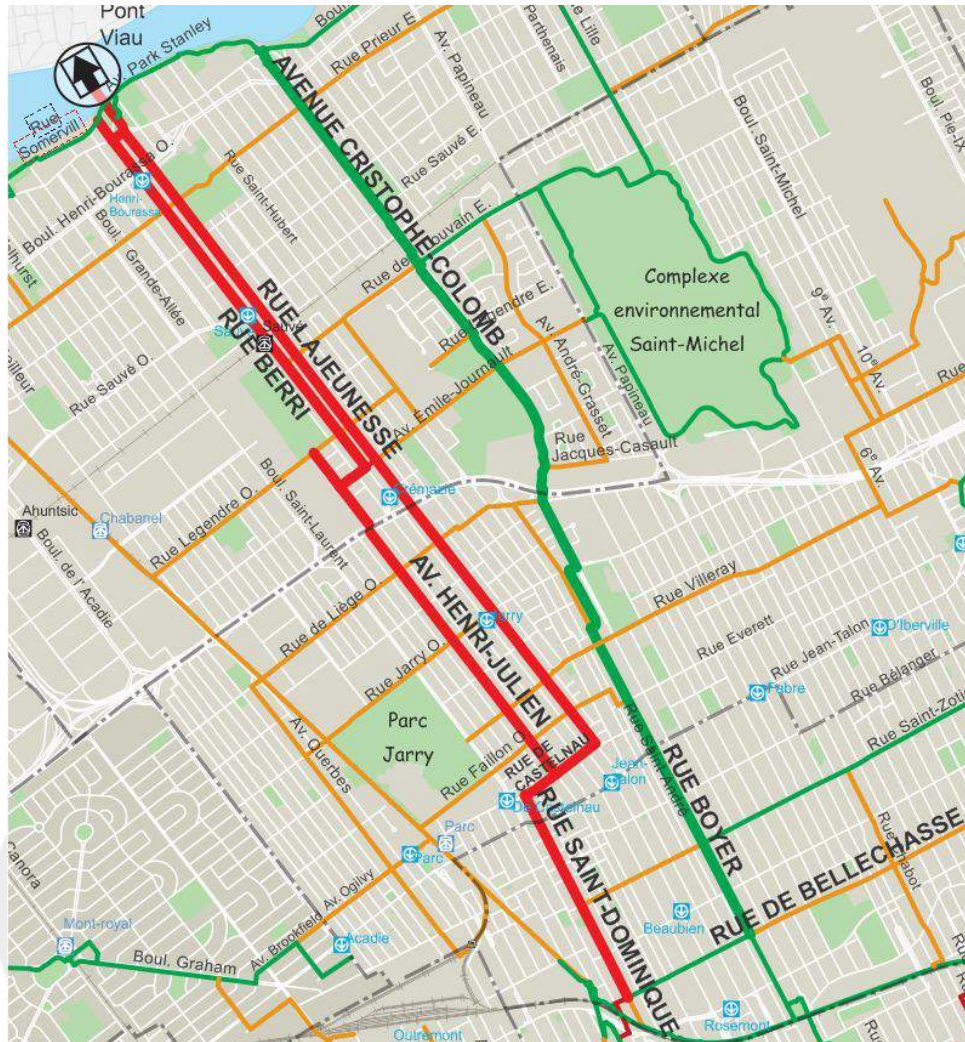 Pont
Viau
Av. Park Stanley
Rue
Somervill
Boul. Henri-Bourassa O.
Henri-
Bourassa
Boul. Grande-Allée
Rue Saint-Hubert
Rue Prieur E.
Av. Papineau
Parthenais
Lille
Rue Sauvé E.
AVENUE CRISTOPHE-COLOMB
Boul. Saint-Michel
Boul. Pie-IX
Complexe
environnemental
Saint-Michel
9e Av.
10e Av.
6e Av.
RUE LAJEUNESSE
RUE BERRI
Sauvé
Rue Sauvé O.
Av. Émile-Journault
Av. André-Grasset
Av. Papineau
Rue
Jacques-Casault
Crémazie
Ahuntsic
Chabanel
Rue Legendre O.
Boul. Saint-Laurent
Boul. de l'Acadie
Rue de Liège O.
AV. HENRI-JULIEN
Rue Jarry O.
Rue Villeray
Rue Everett
Rue Jean-Talon
D'Iberville
Rue Bélanger
Fabre
Parc
Jarry
Av. Querbes
Rue Faillon O.
RUE DE
CASTELNAU
De Castelnau
Jean-
Talon
Rue Saint-André
Rue Saint-Zoti
RUE BOYER
RUE SAINT-DOMINIQUE
RUE DE BELLECHASSE
Rue Chabot
Parc
Parc
Av. Ogilvy
Av. Brookfield
Canora
Mont-royal
Acadie
Boul. Graham
Beaubien
Outremont
Rosemont